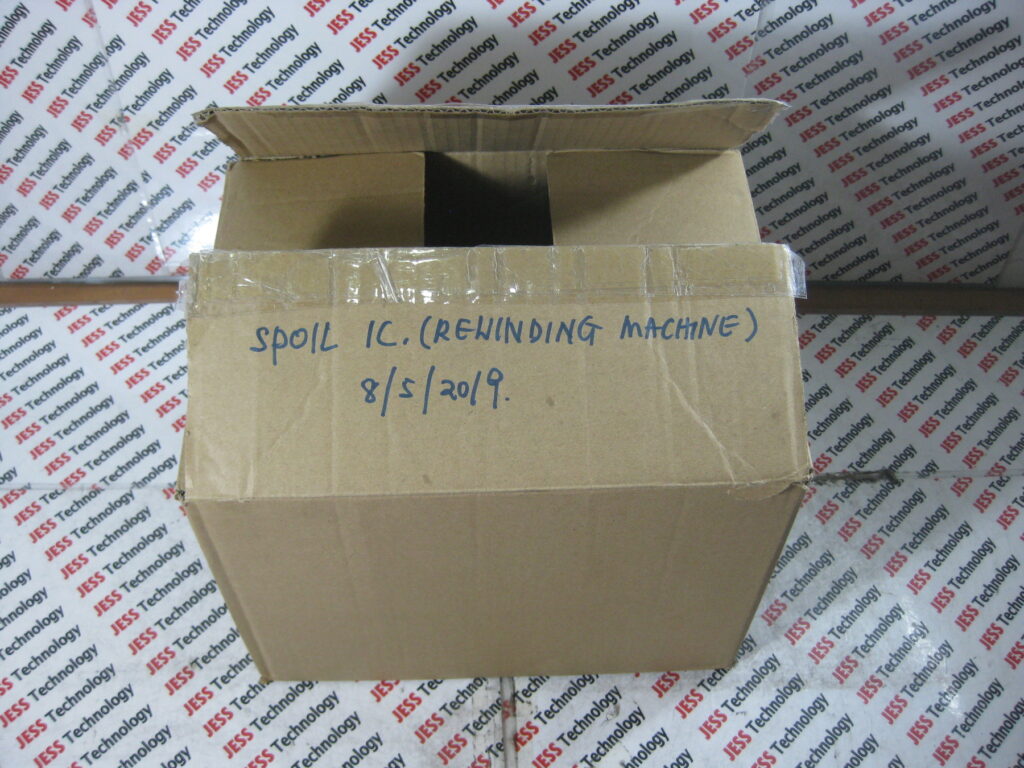 SPOIL IC. (REWINDING MACHINE)
8/5/2019.
JESS Technology